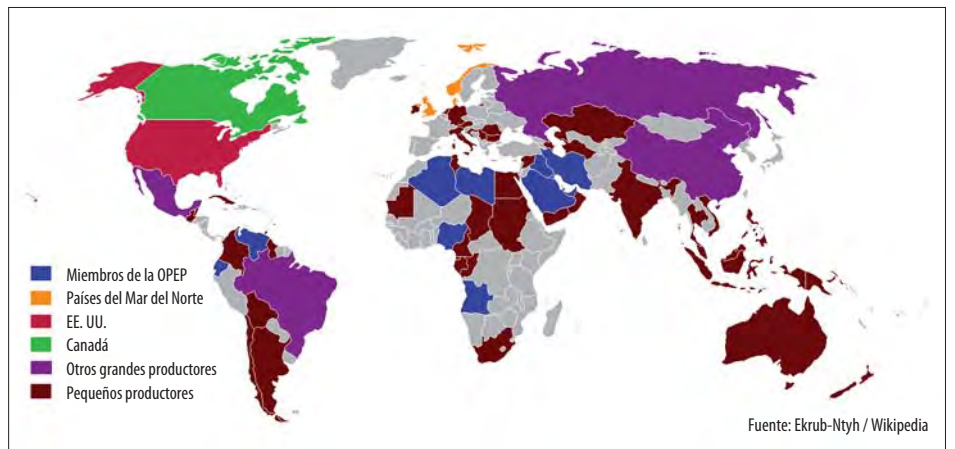 Miembros de la OPEP
Países del Mar del Norte
EE. UU.
Canadá
Otros grandes productores
Pequeños productores
Fuente: Ekrub-Ntyh / Wikipedia